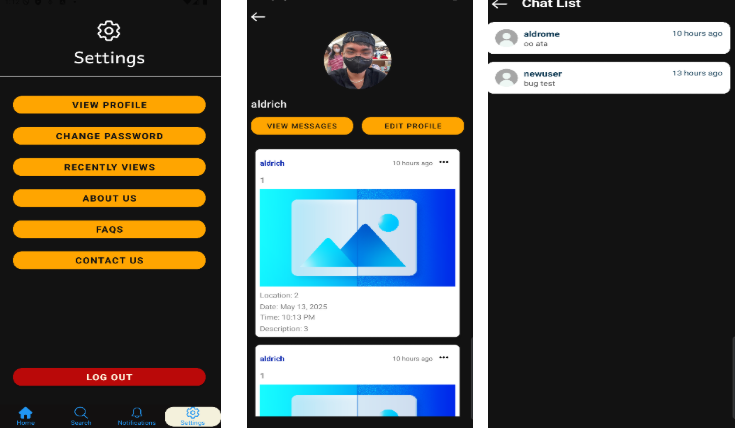 Settings
VIEW PROFILE
CHANGE PASSWORD
RECENTLY VIEWS
ABOUT US
FAQS
CONTACT US
LOG OUT
Home
Search
Notifications
Settings
aldrich
VIEW MESSAGES
EDIT PROFILE
aldrich
10 hours ago
1
Location: 2
Date: May 13, 2025
Time: 10:13 PM
Description: 3
aldrich
10 hours ago
1
Chat List
aldrome
10 hours ago
oo ata
newuser
13 hours ago
bug test